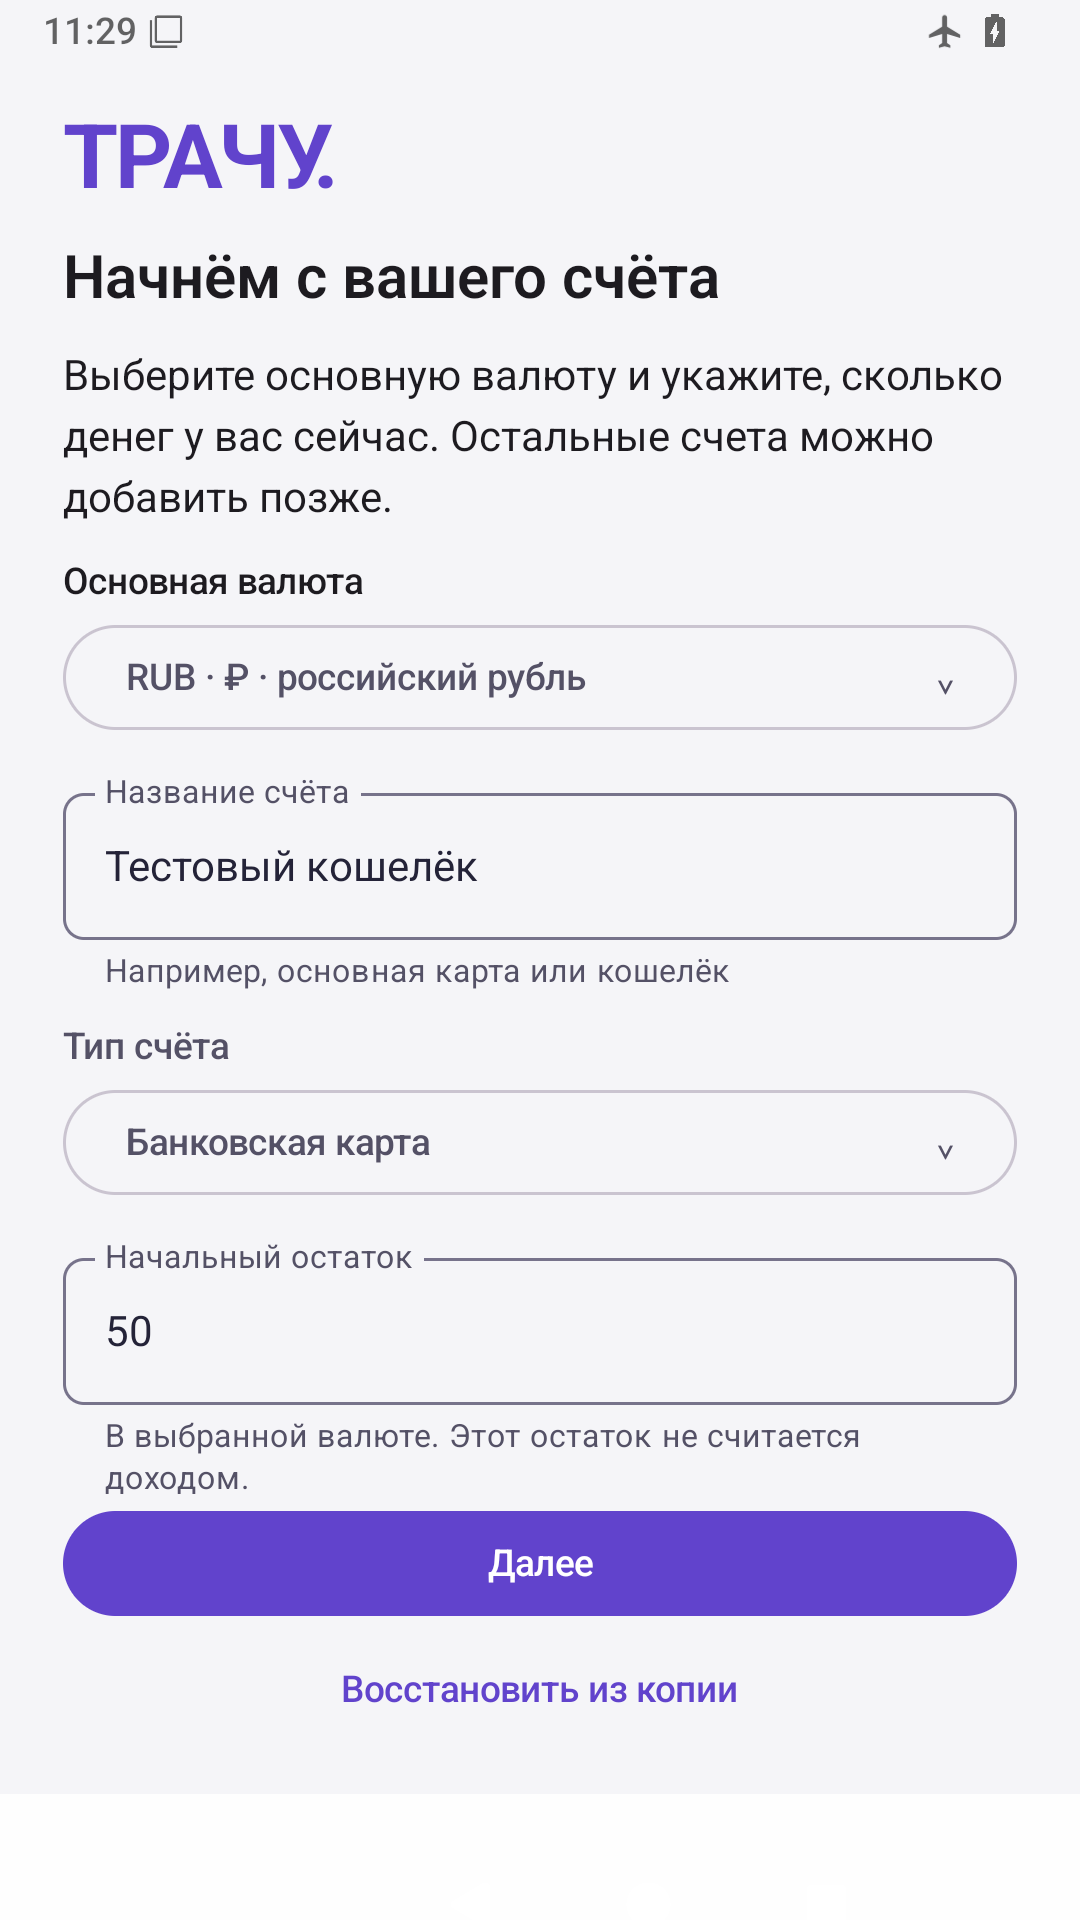 11:29
ТРАЧУ.
Начнём с вашего счёта
Выберите основную валюту и укажите, сколько
денег у вас сейчас. Остальные счета можно
добавить позже.
Основная валюта
RUB · ₽ · российский рубль
Название счёта
Тестовый кошелёк
Например, основная карта или кошелёк
Тип счёта
Банковская карта
Начальный остаток
50
В выбранной валюте. Этот остаток не считается
доходом.
Далее
Восстановить из копии